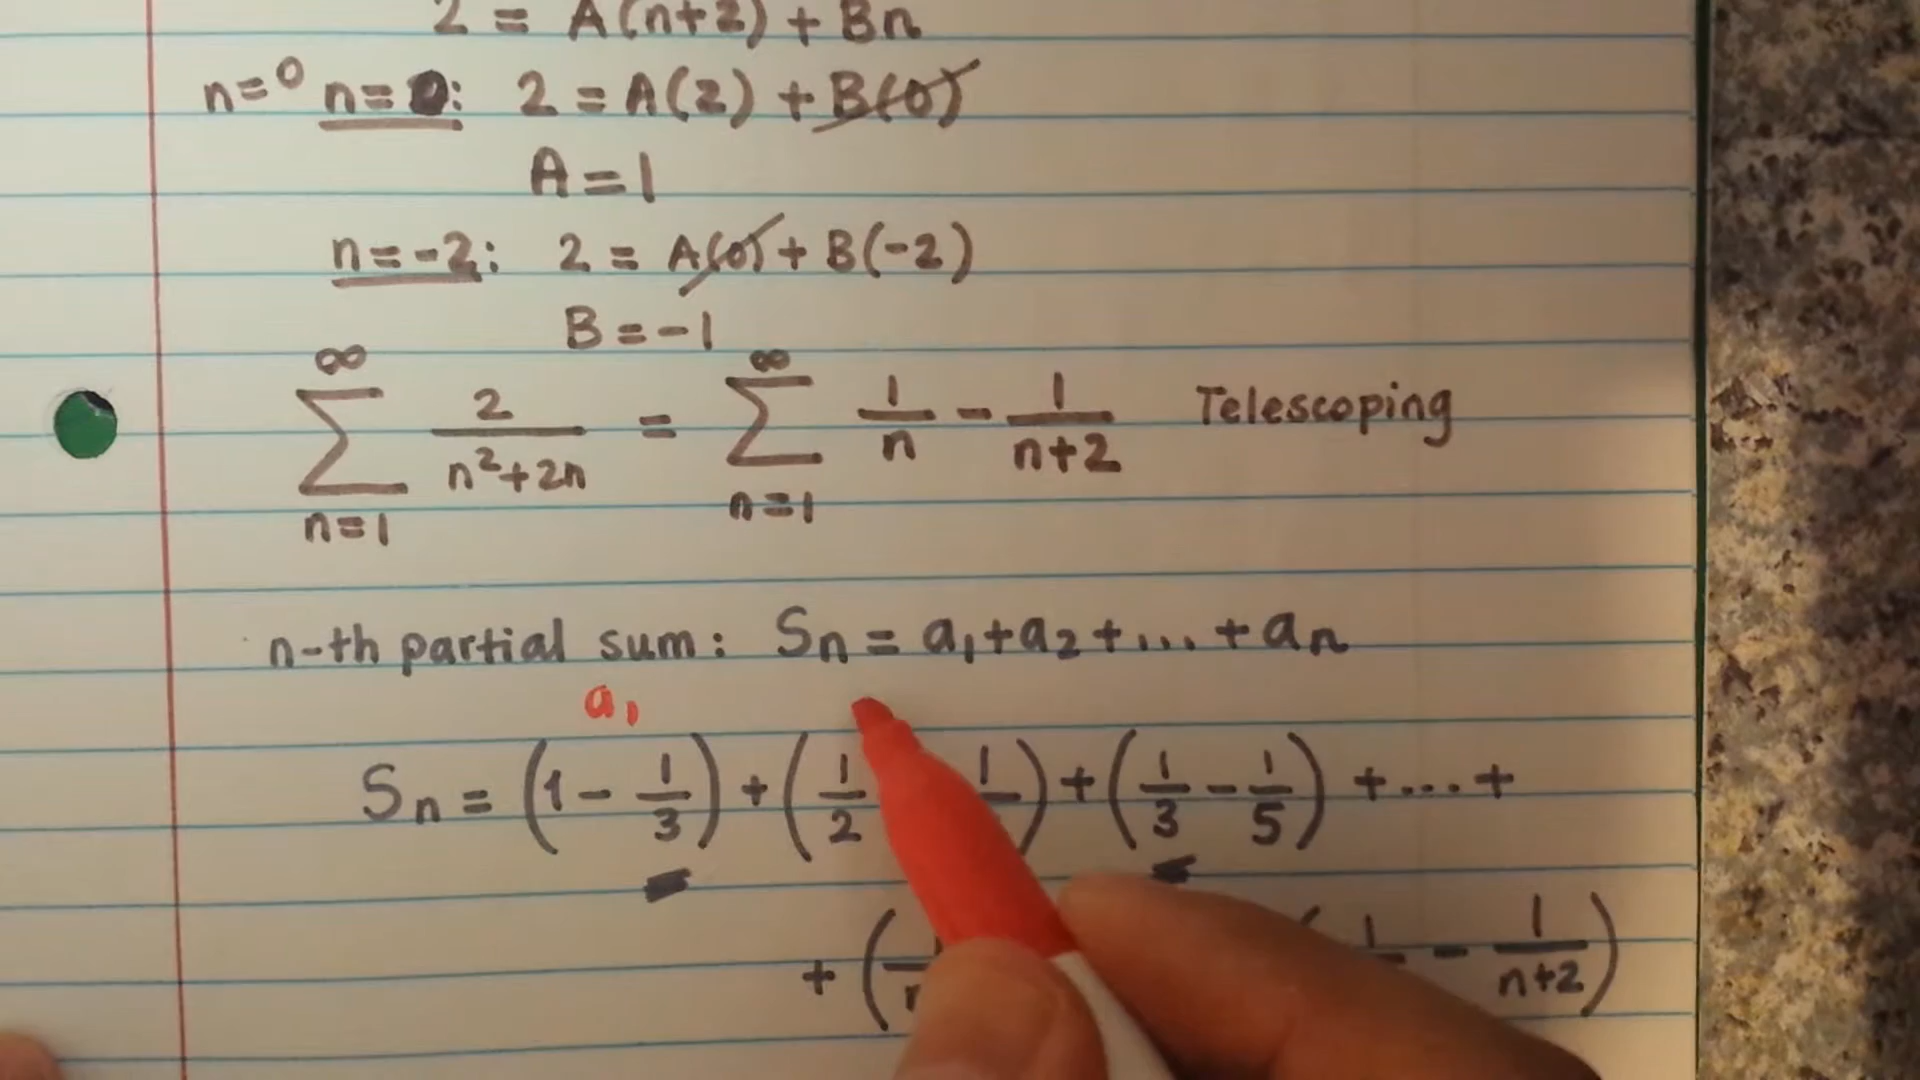 2 = A(n+2) + Bn
n=0 n=0: 2 = A(2) + B(0)
A = 1
n=-2: 2 = A(0) + B(-2)
B = -1
∞ ∑ n=1 2/(n²+2n) = ∞ ∑ n=1 1/n - 1/(n+2) Telescoping
n-th partial sum: Sn = a₁+a₂+...+an
a₁
Sn = (1 - 1/3) + (1/2 1/ ) + (1/3 - 1/5) + ... +
+ ( - 1/(n+2))